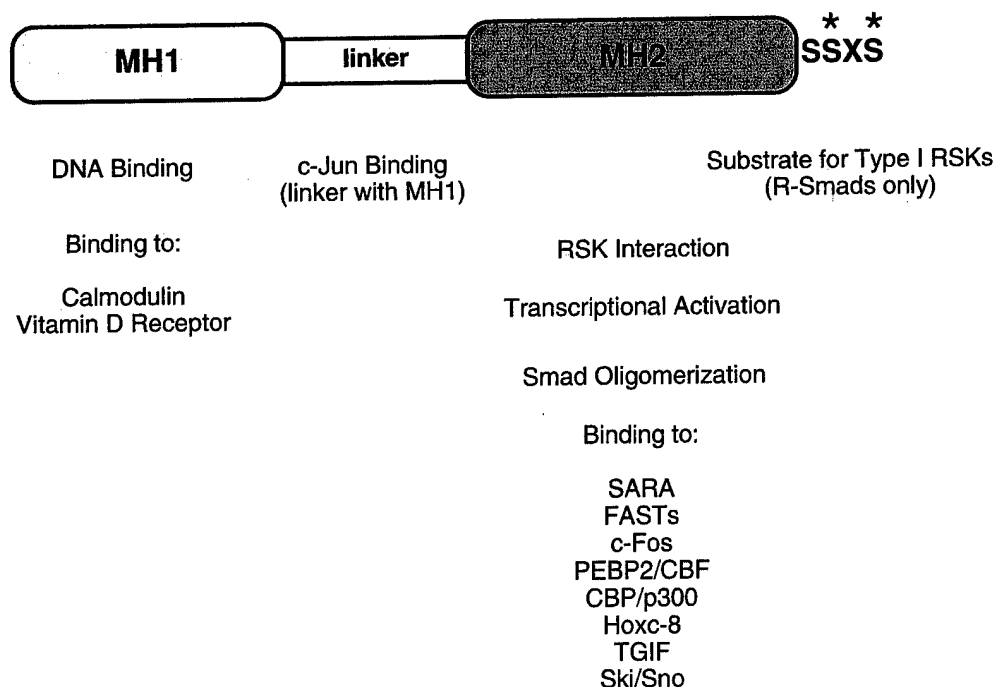 * *
MH1 linker MH2 SSXS
DNA Binding
c-Jun Binding
(linker with MH1)
Substrate for Type I RSKs
(R-Smads only)
Binding to:
Calmodulin
Vitamin D Receptor
RSK Interaction
Transcriptional Activation
Smad Oligomerization
Binding to:
SARA
FASTs
c-Fos
PEBP2/CBF
CBP/p300
Hoxc-8
TGIF
Ski/Sno